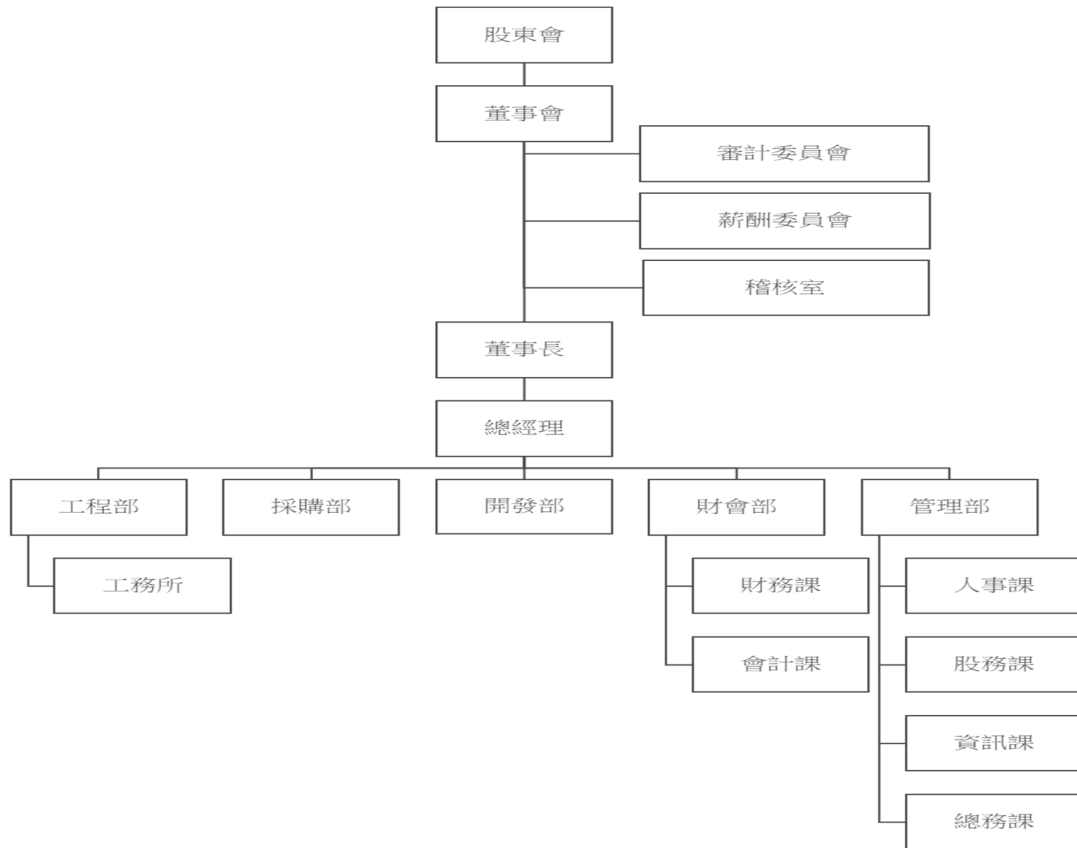 股東會
董事會
審計委員會
薪酬委員會
稽核室
董事長
總經理
工程部
採購部
開發部
財會部
管理部
工務所
財務課
人事課
會計課
股務課
資訊課
總務課